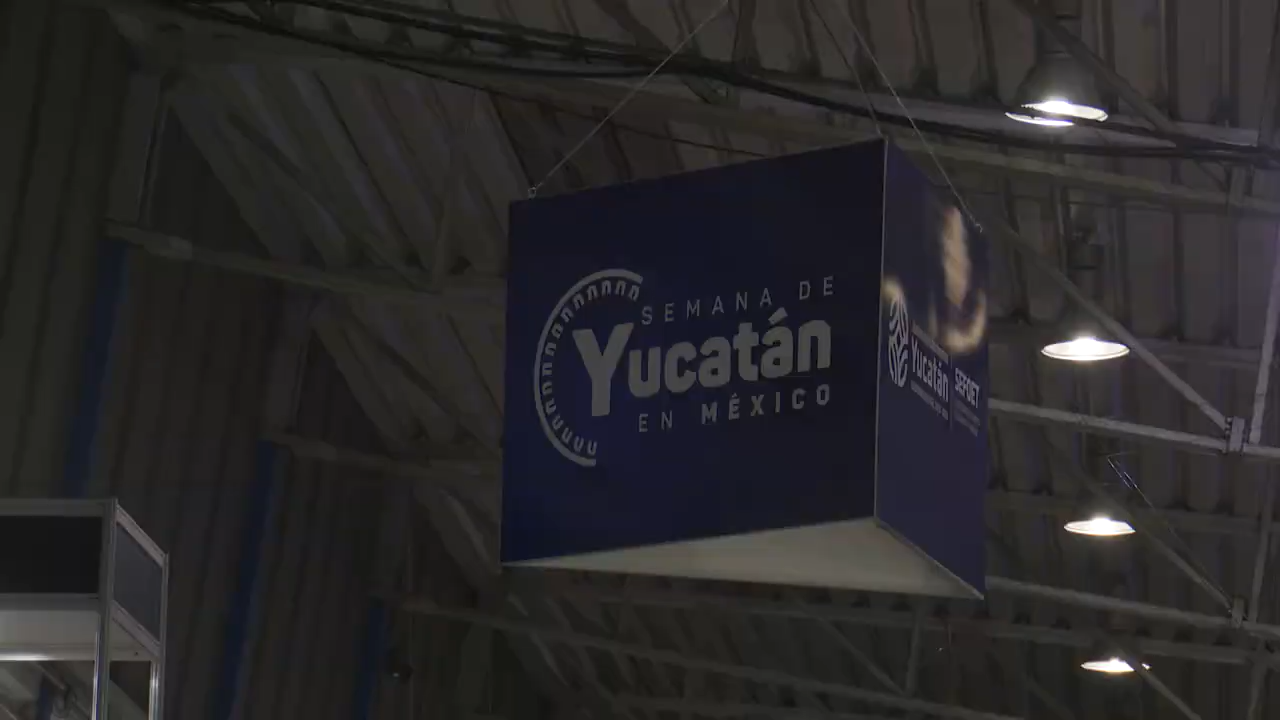 SEMANA DE
Yucatán
EN MÉXICO
Yucatán
SEFOET